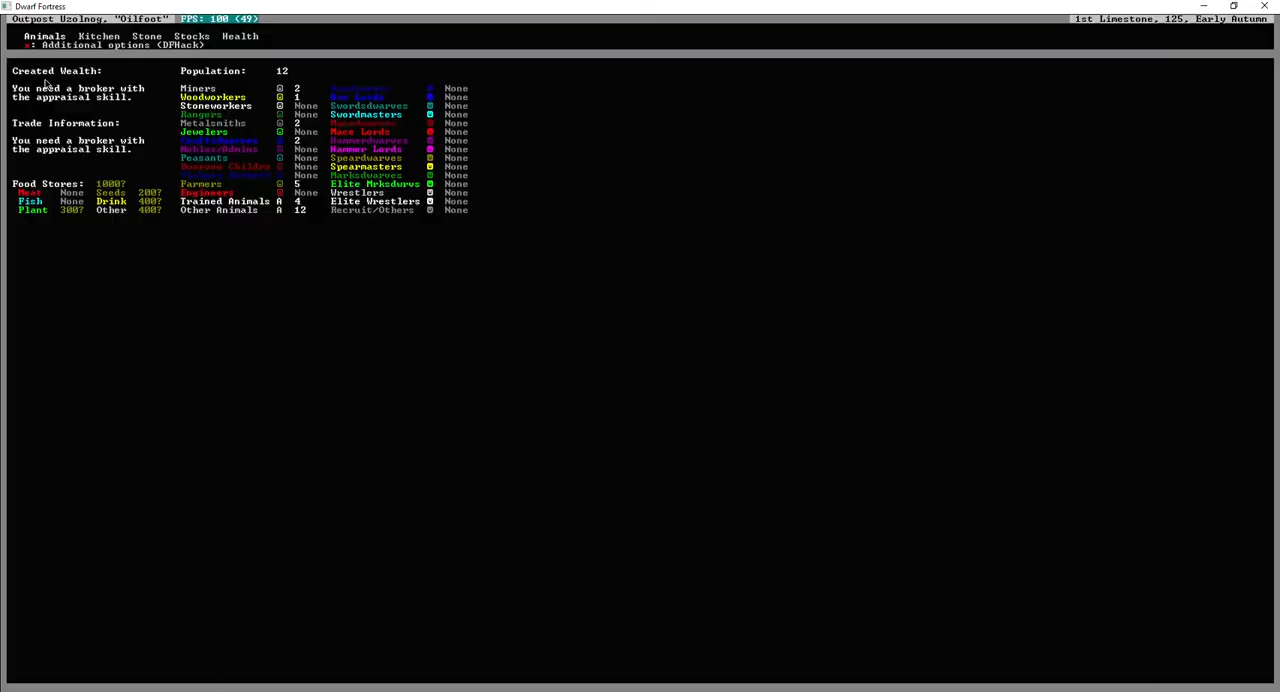 Dwarf Fortress
Outpost Uzolnog, "Oilfoot" FPS: 100 (49) 1st Limestone, 125, Early Autumn
Animals Kitchen Stone Stocks Health
x: Additional options (DFHack)
Created Wealth: Population: 12
You need a broker with Miners 2 None
the appraisal skill. Woodworkers 1 Axe Lords None
Stoneworkers None Swordsdwarves None
Rangers None Swordmasters None
Trade Information: Metalsmiths 2 None
Jewelers None Mace Lords None
You need a broker with Craftsdwarves 2 Hammerdwarves None
the appraisal skill. Nobles/Admins None Hammer Lords None
Peasants None Speardwarves None
Dwarven Children None Spearmasters None
None Marksdwarves None
Food Stores: 1000? Farmers 5 Elite Mrksdwrvs None
Meat None Seeds 200? Engineers None Wrestlers None
Fish None Drink 400? Trained Animals A 4 Elite Wrestlers None
Plant 300? Other 400? Other Animals A 12 Recruit/Others None